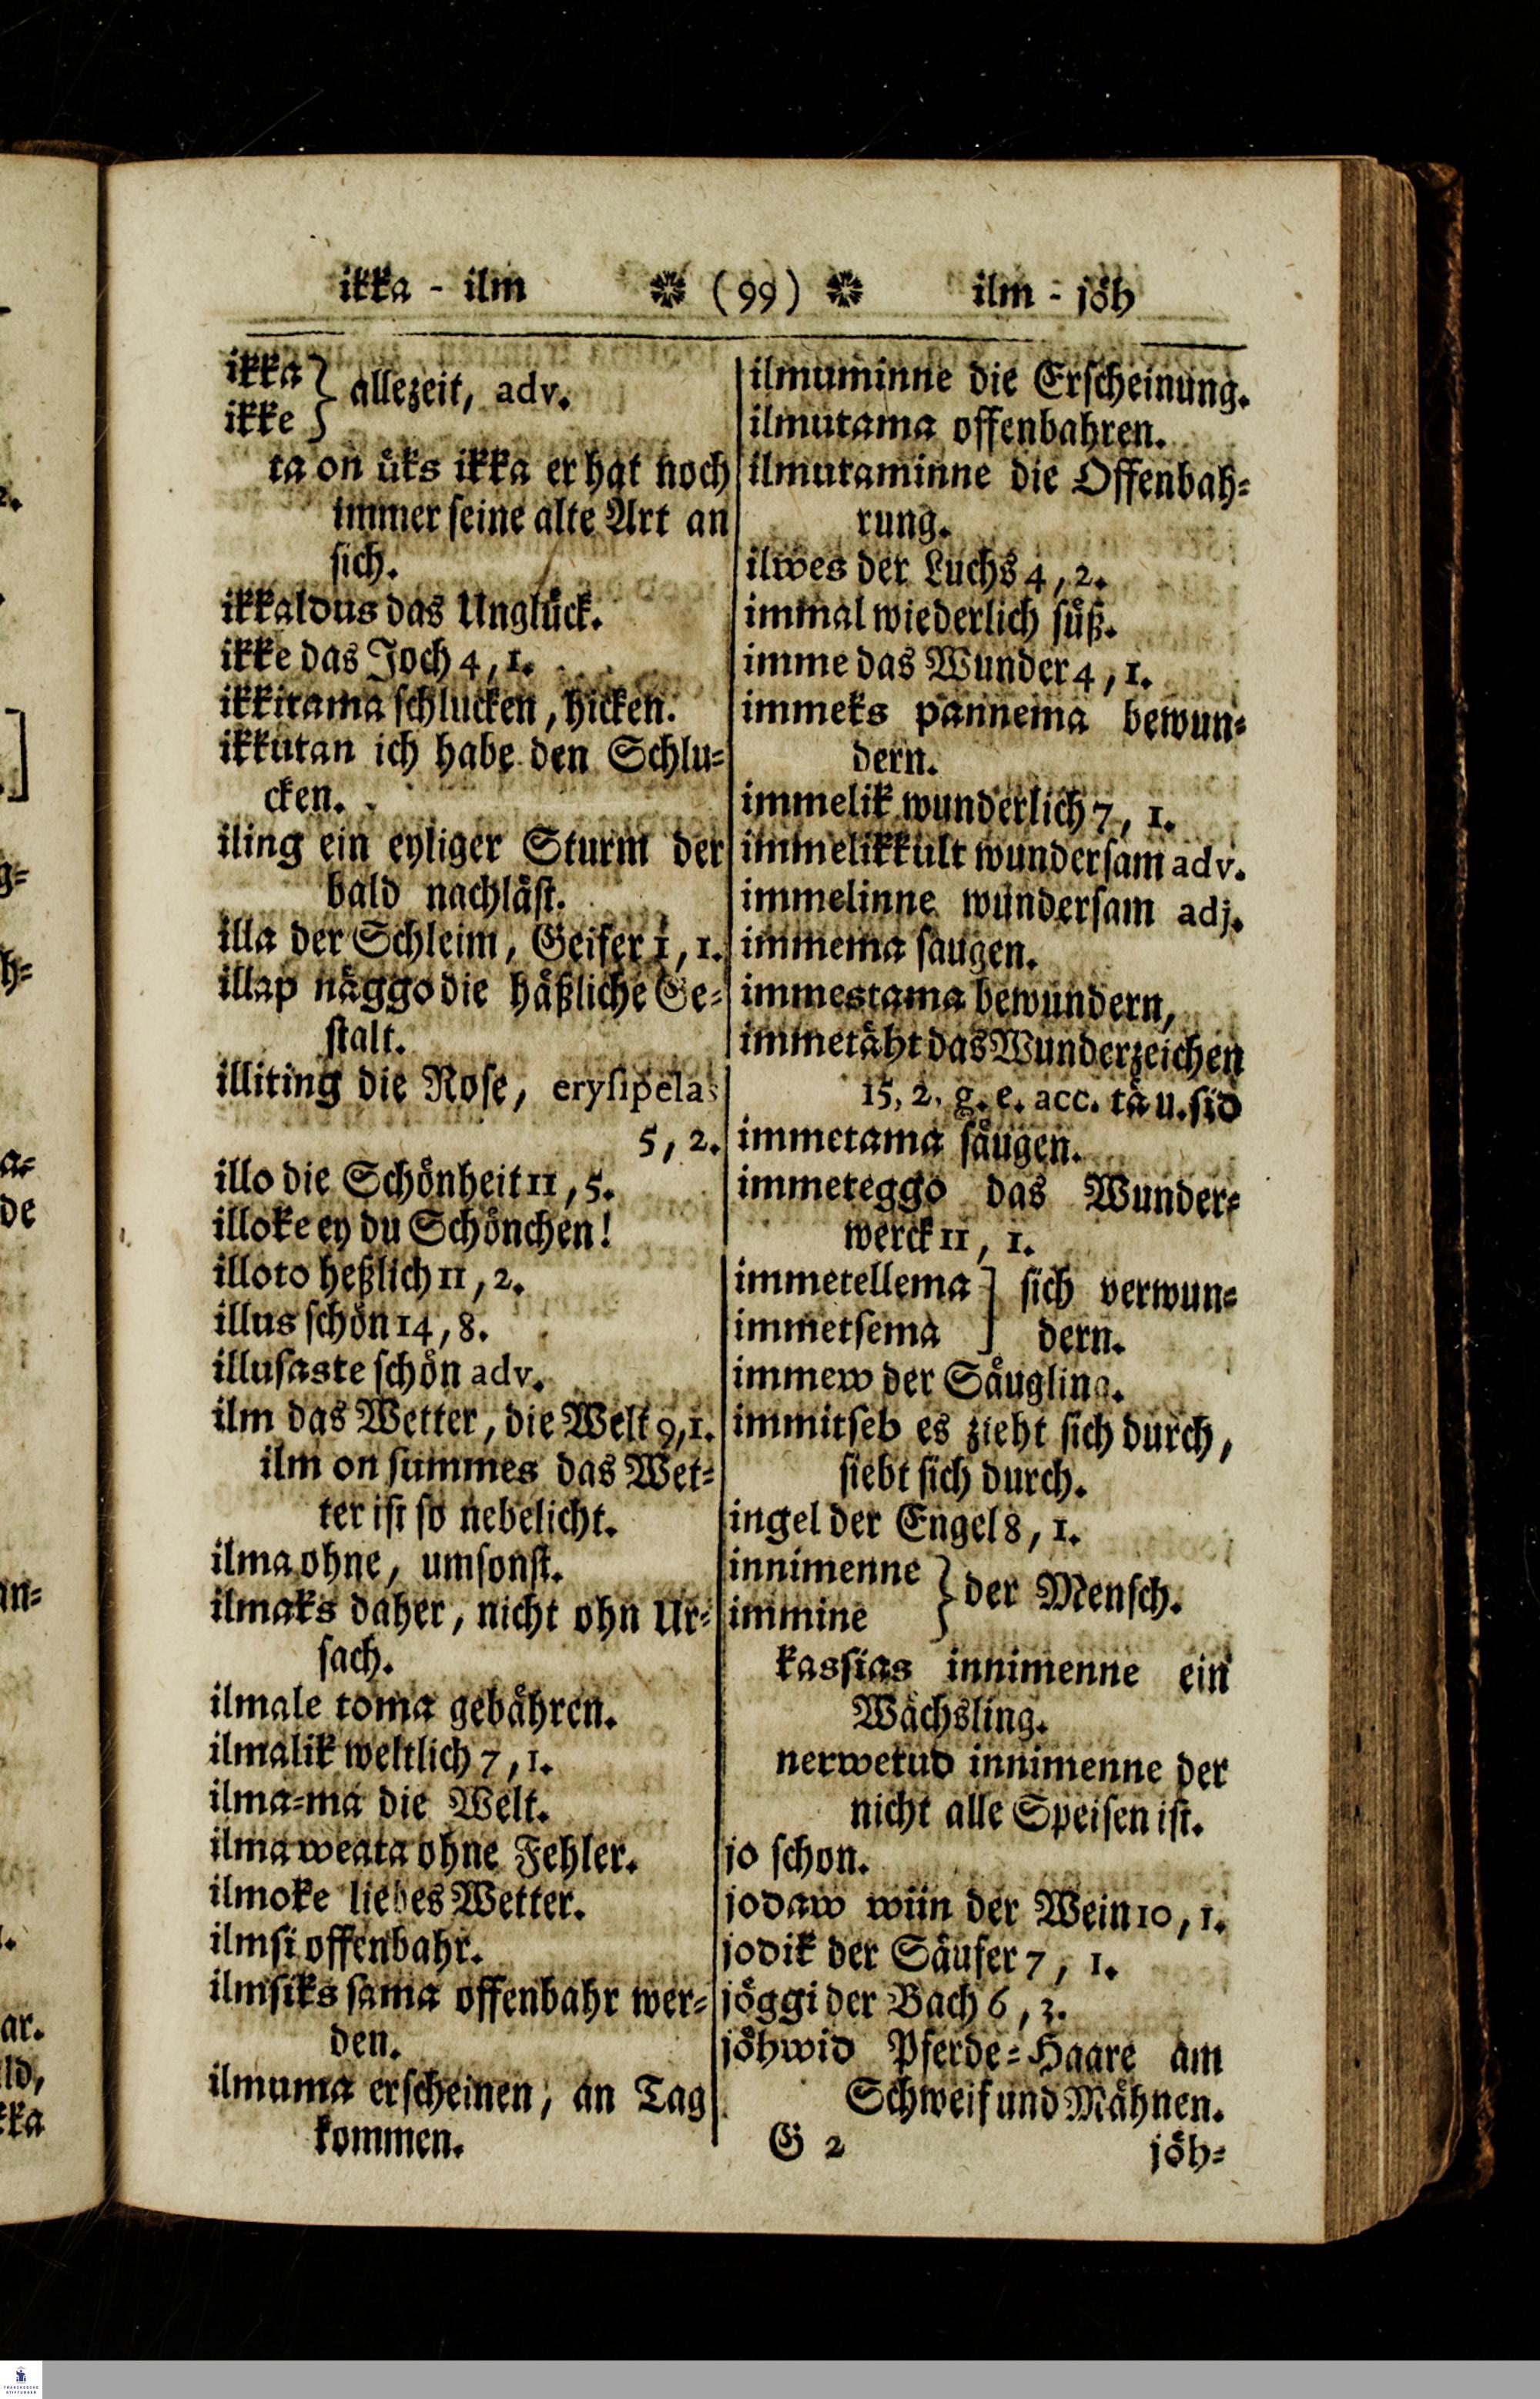 ikka - ilm ❋ (99) ❋ ilm - jöh
ikka } allezeit, adv.
ikke
ta on üks ikka er hat noch
immer seine alte Art an
sich.
ikkaldus das Unglück.
ikke das Joch 4, 1.
ikkitama schlucken, hicken.
ikkutan ich habe den Schlu-
cken.
iling ein eyliger Sturm der
bald nachläst.
illa der Schleim, Geifer 1, 1.
illap näggo die häßliche Ge-
stalt.
illiting die Rose, erysipelas
5, 2.
illo die Schönheit 11, 5.
illoke ey du Schönchen!
illoto heßlich 11, 2.
illus schön 14, 8.
illusaste schön adv.
ilm das Wetter, die Welt 9, 1.
ilm on summes das Wet-
ter ist so nebelicht.
ilma ohne, umsonst.
ilmaks daher, nicht ohn Ur-
sach.
ilmale toma gebähren.
ilmalik weltlich 7, 1.
ilma-ma die Welt.
ilma weata ohne Fehler.
ilmoke liebes Wetter.
ilmsi offenbahr.
ilmsiks sama offenbahr wer-
den.
ilmuma erscheinen, an Tag
kommen.
ilmuminne die Erscheinung.
ilmutama offenbahren.
ilmutaminne die Offenbah-
rung.
ilwes der Luchs 4, 2.
immal wiederlich süß.
imme das Wunder 4, 1.
immeks pannema bewun-
dern.
immelik wunderlich 7, 1.
immelikkult wundersam adv.
immelinne wundersam adj.
immema saugen.
immestama bewundern,
immetäht das Wunderzeichen
15, 2. g. e. acc. tä u. sid
immetama säugen.
immeteggo das Wunder-
werck 11, 1.
immetellema ] sich verwun-
immetsema ] dern.
immew der Säugling.
immitseb es zieht sich durch,
siebt sich durch.
ingel der Engel 8, 1.
innimenne } der Mensch.
immine
kassias innimenne ein
Wächsling.
nerwetud innimenne der
nicht alle Speisen ist.
jo schon.
jodaw wiin der Wein 10, 1.
jodik der Säufer 7, 1.
jöggi der Bach 6, 3.
jöhwid Pferde-Haare am
Schweif und Mähnen.
G 2 jöh-